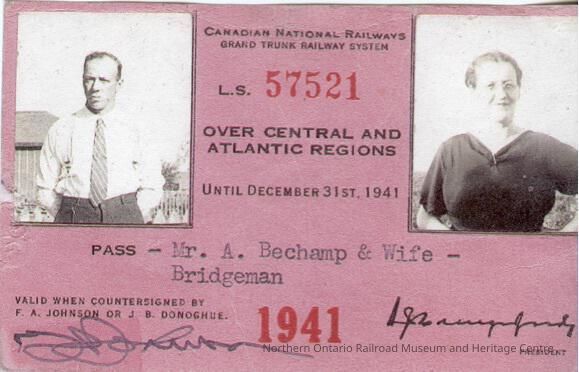 CANADIAN NATIONAL RAILWAYS
GRAND TRUNK RAILWAY SYSTEM
L.S. 57521
OVER CENTRAL AND
ATLANTIC REGIONS
UNTIL DECEMBER 31ST, 1941
PASS – Mr. A. Bechamp & Wife –
Bridgeman
VALID WHEN COUNTERSIGNED BY
F. A. JOHNSON OR J. B. DONOGHUE.
1941
Northern Ontario Railroad Museum and Heritage Centre
PRESIDENT